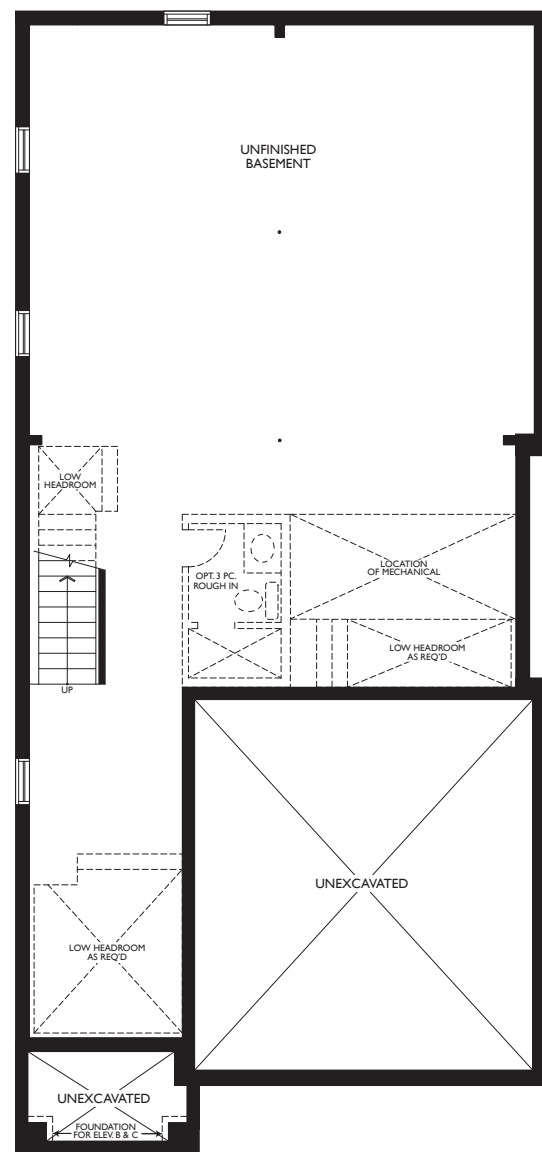 UNFINISHED
BASEMENT
LOW
HEADROOM
OPT. 3 PC.
ROUGH IN
LOCATION
OF MECHANICAL
LOW HEADROOM
AS REQ'D
UP
UNEXCAVATED
LOW HEADROOM
AS REQ'D
UNEXCAVATED
FOUNDATION
FOR ELEV. B & C